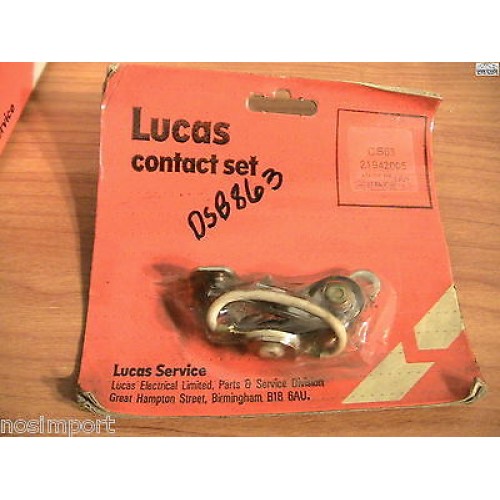 Lucas
contact set
DSB863
21942005
Lucas Service
Lucas Electrical Limited, Parts & Service Division
Great Hampton Street, Birmingham B18 6AU.
nosimport